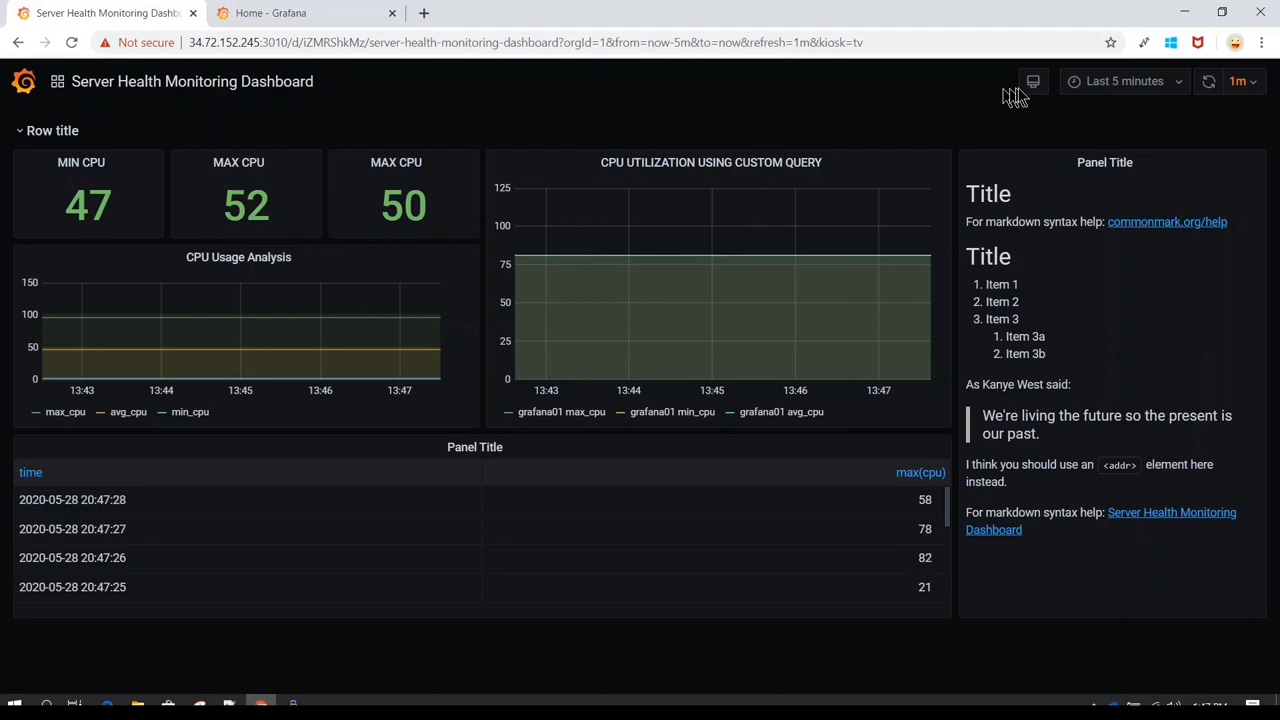 Server Health Monitoring Dashb
Home - Grafana
Not secure
34.72.152.245:3010/d/iZMRShkMz/server-health-monitoring-dashboard?orgId=1&from=now-5m&to=now&refresh=1m&kiosk=tv
Server Health Monitoring Dashboard
Last 5 minutes
1m
Row title
MIN CPU
47
MAX CPU
52
MAX CPU
50
CPU Usage Analysis
150
100
50
0
13:43 13:44 13:45 13:46 13:47
max_cpu avg_cpu min_cpu
CPU UTILIZATION USING CUSTOM QUERY
125
100
75
50
25
0
13:43 13:44 13:45 13:46 13:47
grafana01 max_cpu grafana01 min_cpu grafana01 avg_cpu
Panel Title
Title
For markdown syntax help: commonmark.org/help
Title
1. Item 1
2. Item 2
3. Item 3
1. Item 3a
2. Item 3b
As Kanye West said:
We're living the future so the present is
our past.
I think you should use an <addr> element here
instead.
For markdown syntax help: Server Health Monitoring
Dashboard
Panel Title
time max(cpu)
2020-05-28 20:47:28 58
2020-05-28 20:47:27 78
2020-05-28 20:47:26 82
2020-05-28 20:47:25 21